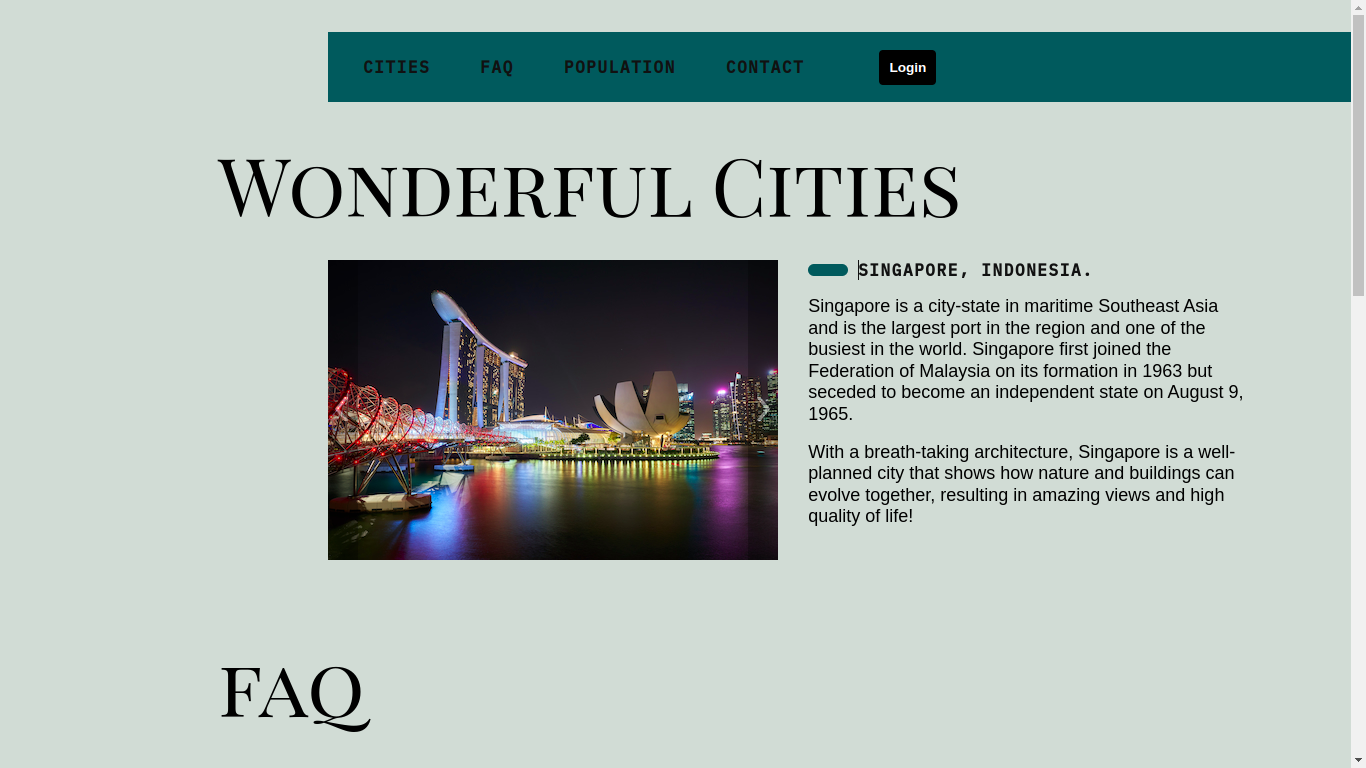 CITIES FAQ POPULATION CONTACT Login
Wonderful Cities
SINGAPORE, INDONESIA.
Singapore is a city-state in maritime Southeast Asia
and is the largest port in the region and one of the
busiest in the world. Singapore first joined the
Federation of Malaysia on its formation in 1963 but
seceded to become an independent state on August 9,
1965.
With a breath-taking architecture, Singapore is a well-
planned city that shows how nature and buildings can
evolve together, resulting in amazing views and high
quality of life!
FAQ